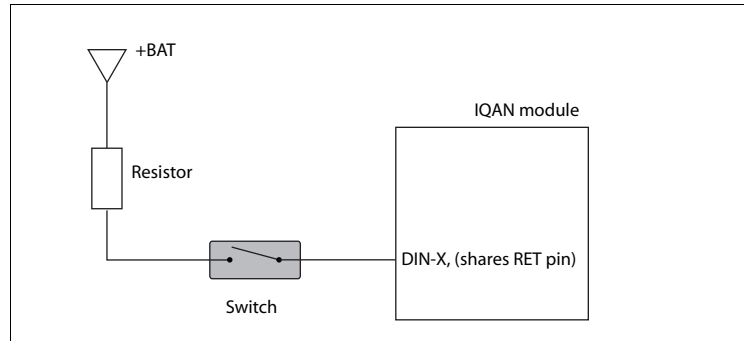 +BAT
IQAN module
Resistor
DIN-X, (shares RET pin)
Switch